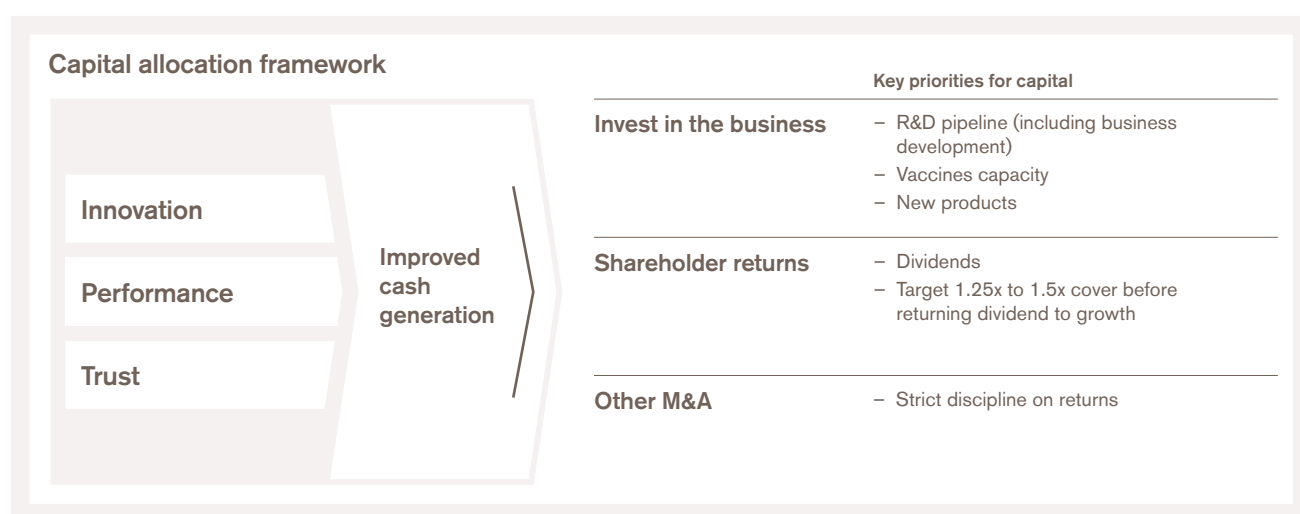 Capital allocation framework
Innovation
Performance
Trust
Improved
cash
generation
Key priorities for capital
Invest in the business
– R&D pipeline (including business
development)
– Vaccines capacity
– New products
Shareholder returns
– Dividends
– Target 1.25x to 1.5x cover before
returning dividend to growth
Other M&A
– Strict discipline on returns